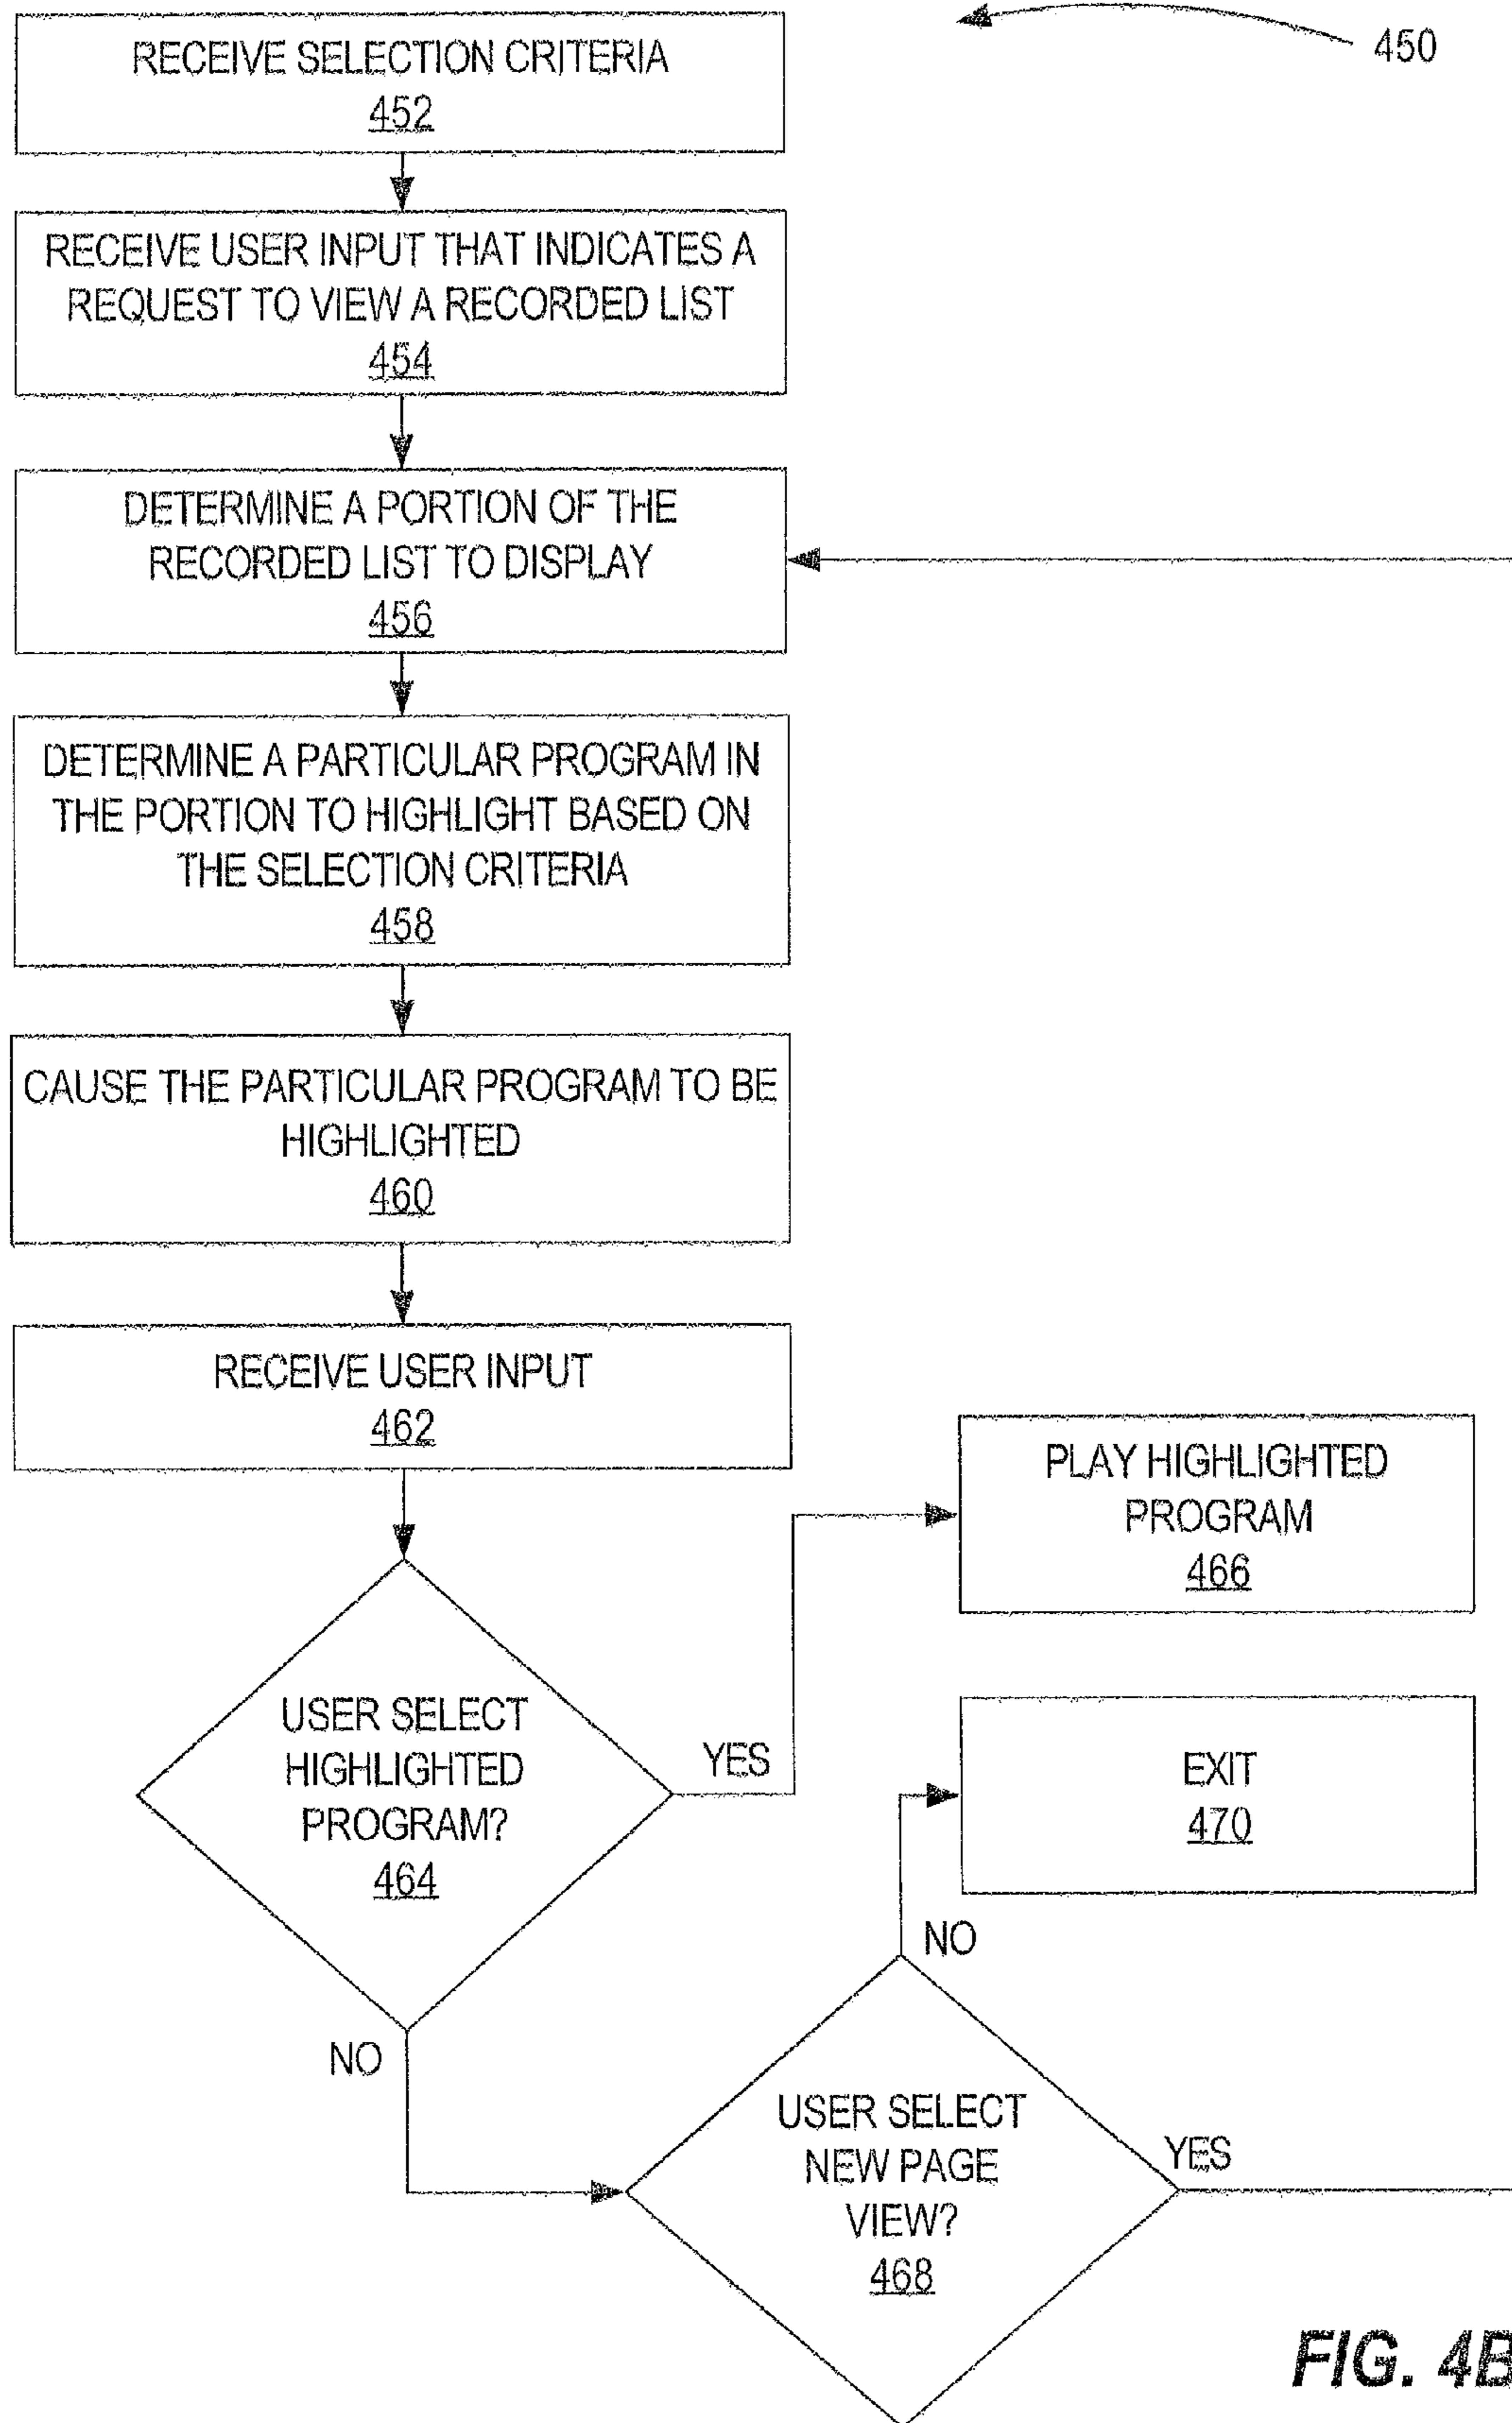 450
RECEIVE SELECTION CRITERIA
452
RECEIVE USER INPUT THAT INDICATES A
REQUEST TO VIEW A RECORDED LIST
454
DETERMINE A PORTION OF THE
RECORDED LIST TO DISPLAY
456
DETERMINE A PARTICULAR PROGRAM IN
THE PORTION TO HIGHLIGHT BASED ON
THE SELECTION CRITERIA
458
CAUSE THE PARTICULAR PROGRAM TO BE
HIGHLIGHTED
460
RECEIVE USER INPUT
462
PLAY HIGHLIGHTED
PROGRAM
466
USER SELECT
HIGHLIGHTED
PROGRAM?
464
YES
NO
EXIT
470
NO
USER SELECT
NEW PAGE
VIEW?
468
YES
FIG. 4B